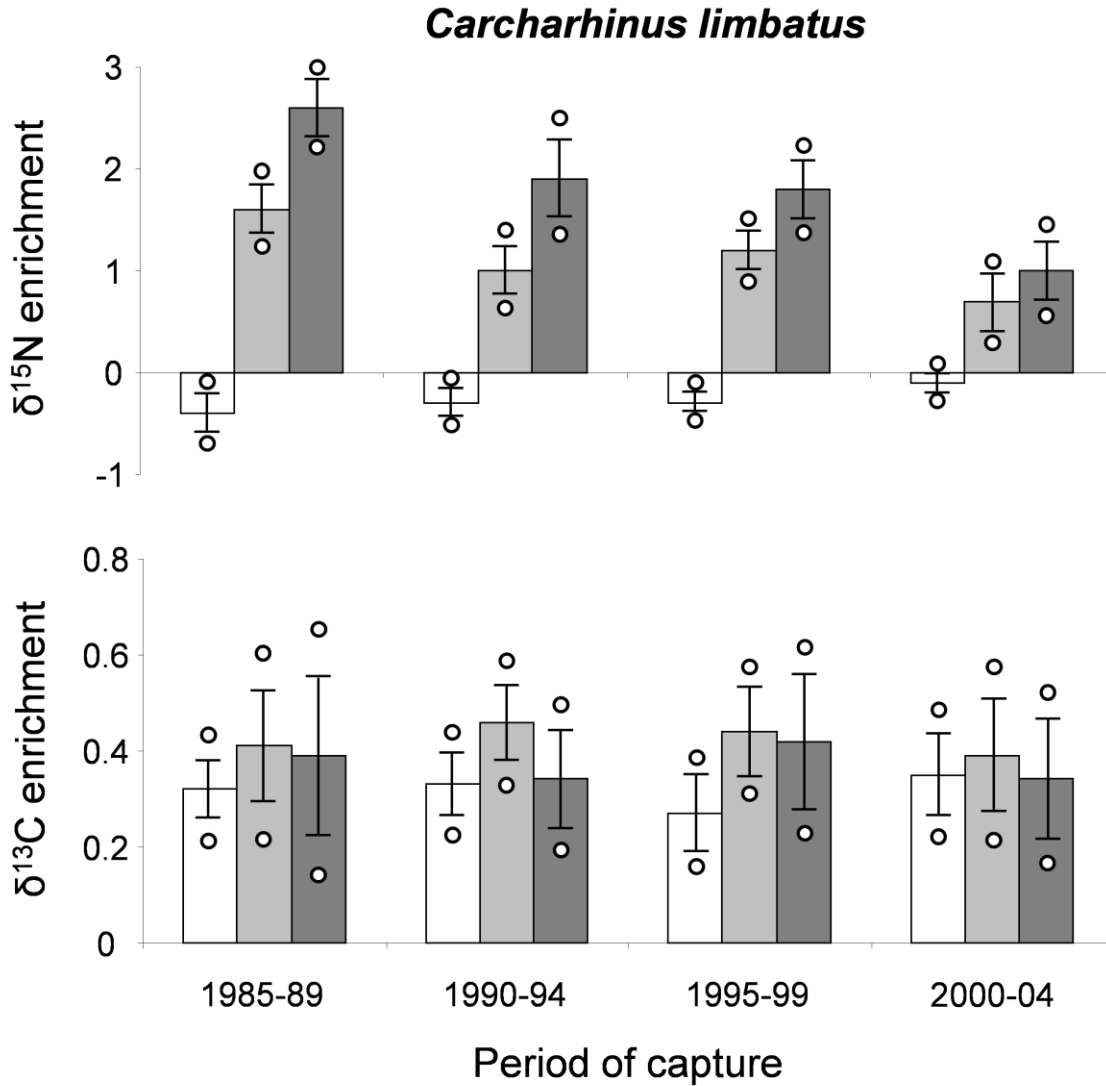 Carcharhinus limbatus
δ¹⁵N enrichment
3
2
1
0
-1
δ¹³C enrichment
0.8
0.6
0.4
0.2
0
1985-89 1990-94 1995-99 2000-04
Period of capture